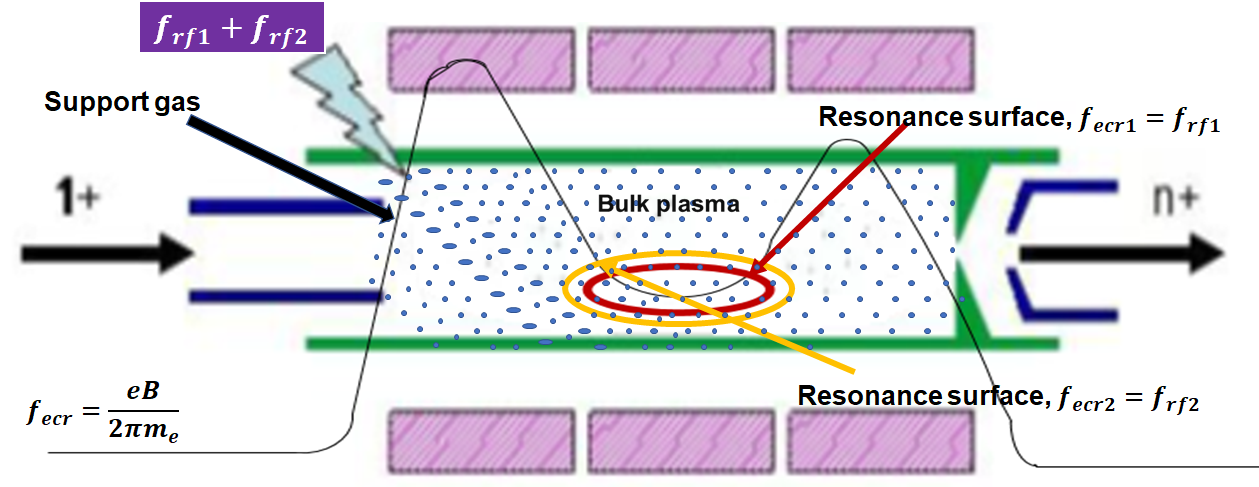 f_rf1 + f_rf2
Support gas
Resonance surface, f_ecr1 = f_rf1
1+
Bulk plasma
n+
f_ecr = eB / 2πm_e
Resonance surface, f_ecr2 = f_rf2